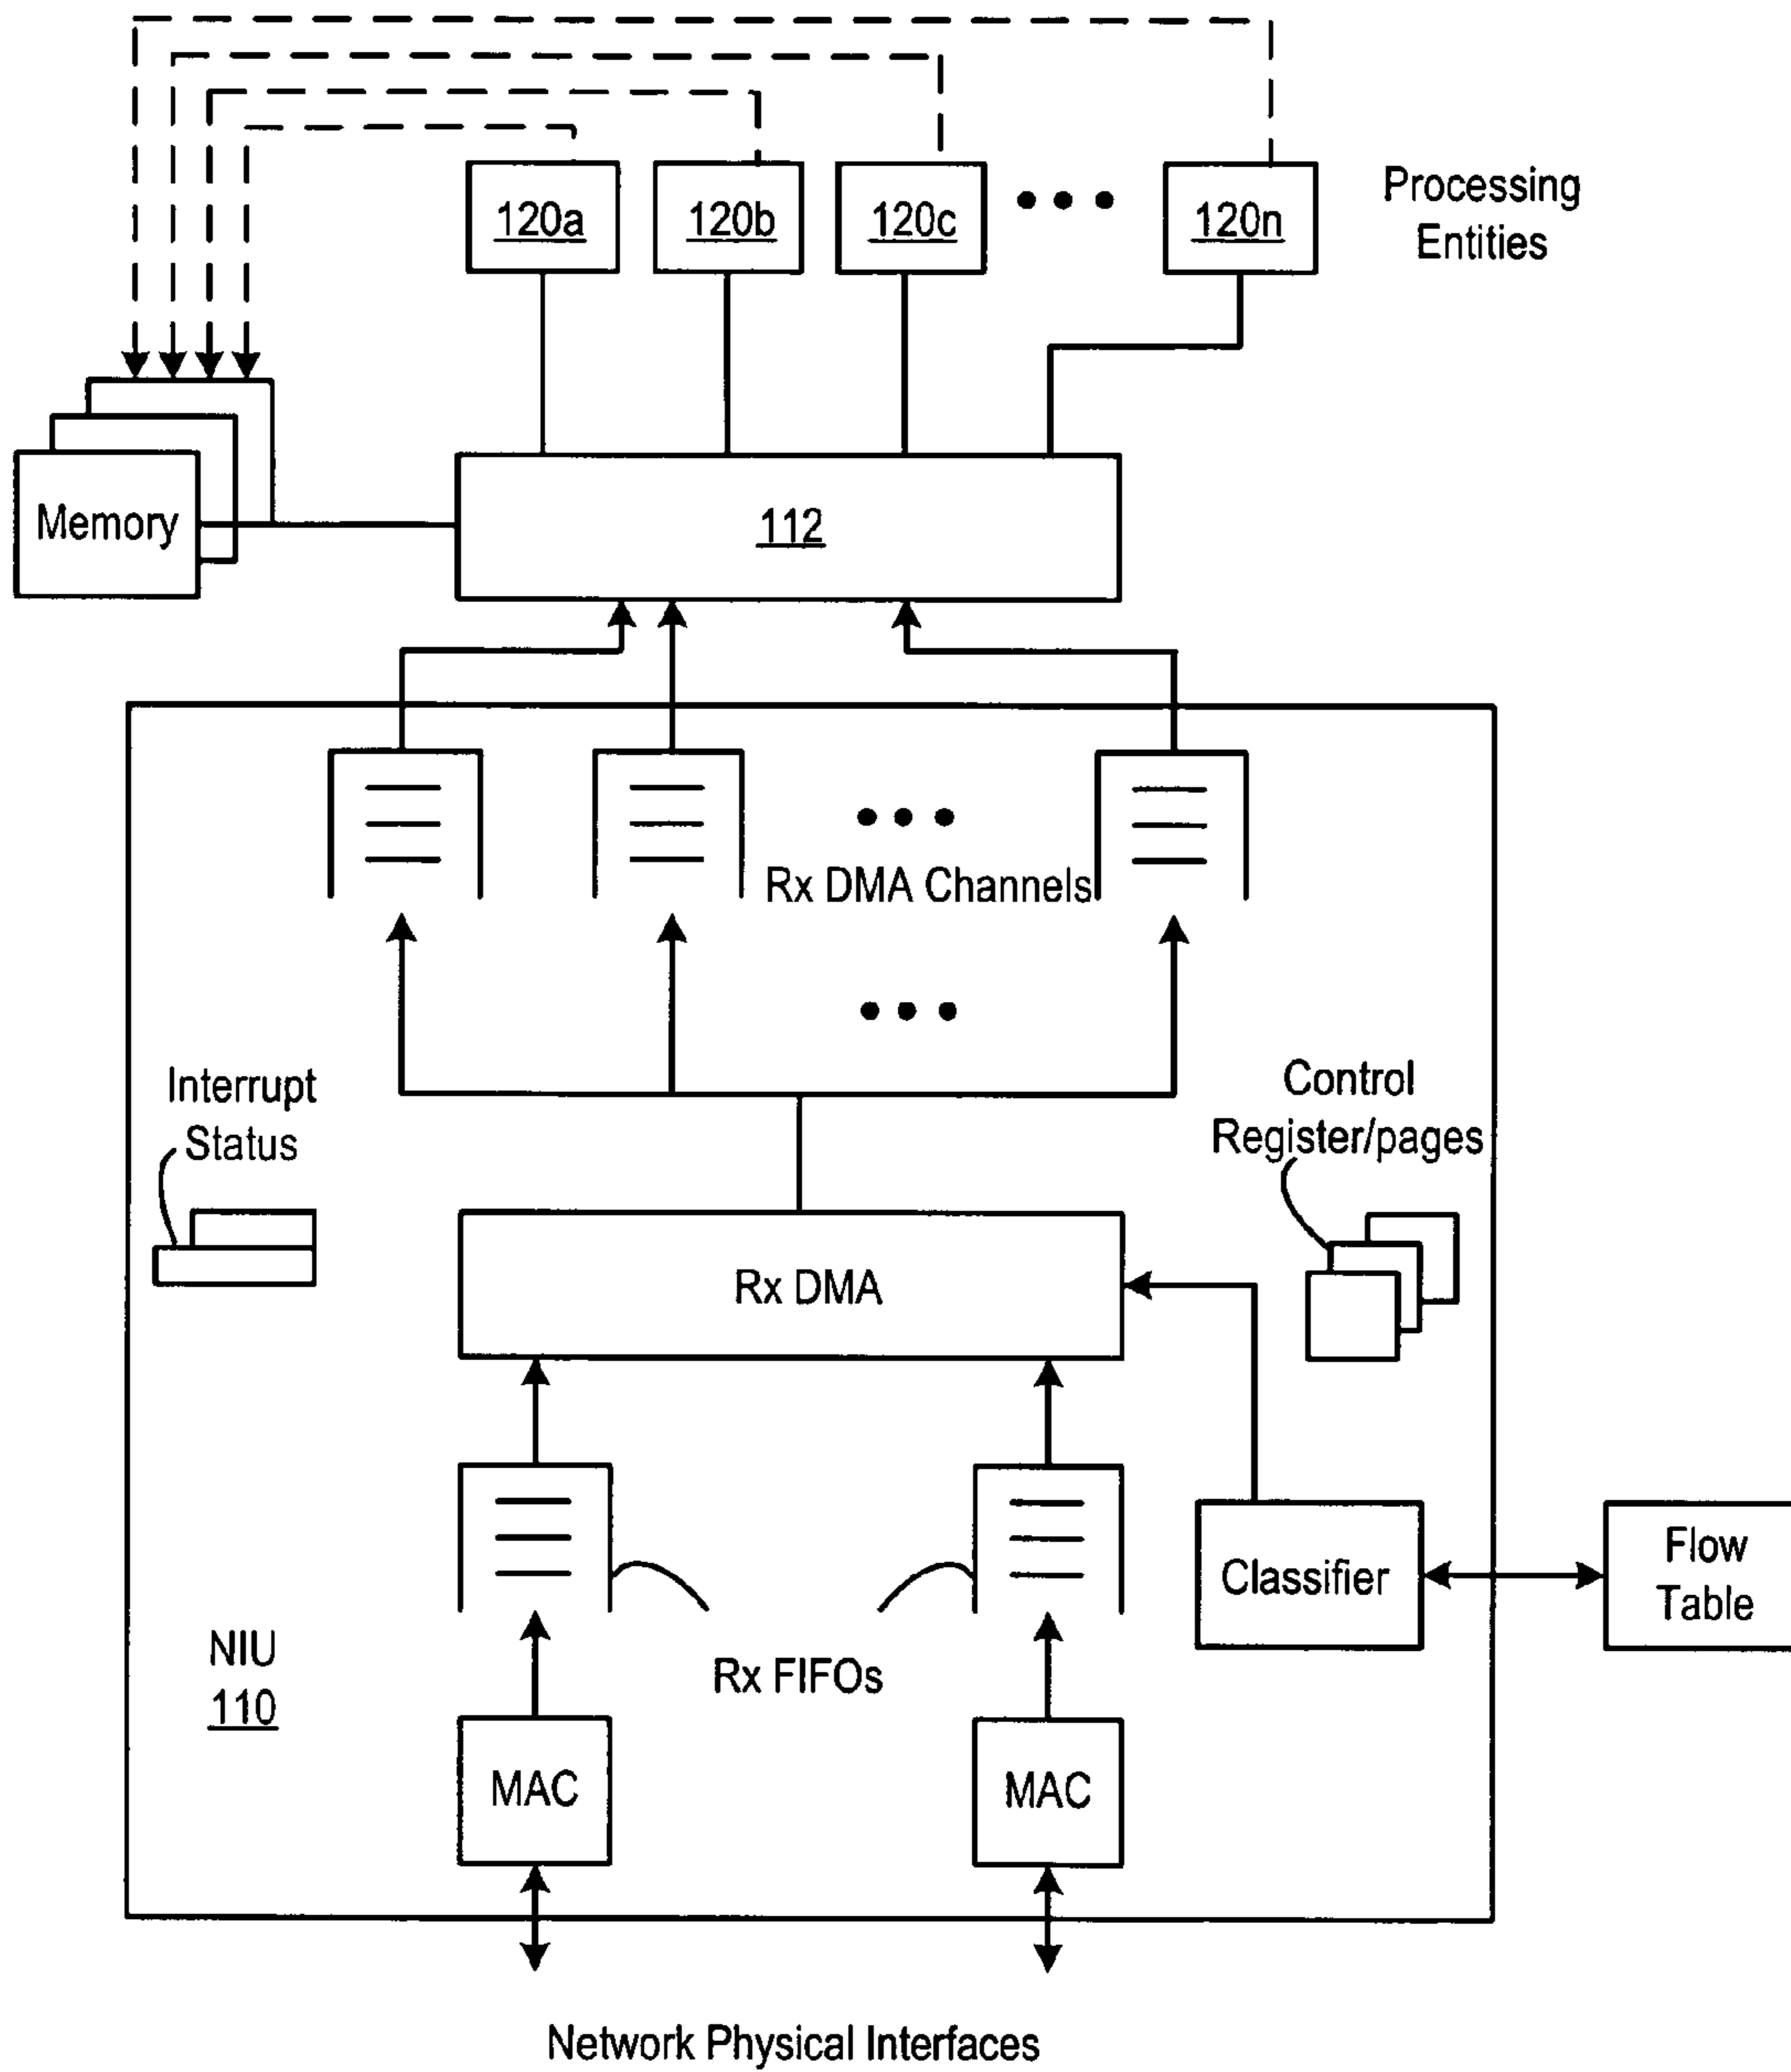 120a
120b
120c
120n
Processing
Entities
Memory
112
Rx DMA Channels
Interrupt
Status
Control
Register/pages
Rx DMA
Classifier
Flow
Table
NIU
110
Rx FIFOs
MAC
MAC
Network Physical Interfaces